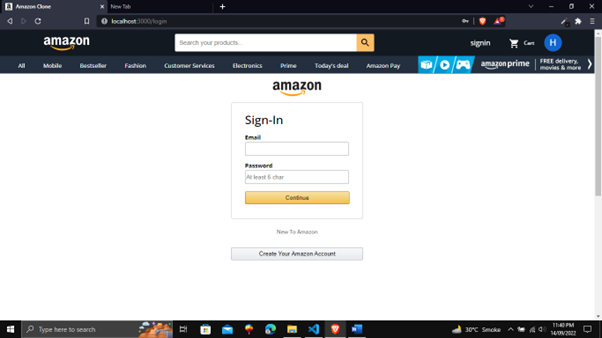 Amazon Clone
New Tab
localhost:3000/login
amazon
Search your products...
signin
Cart
H
All Mobile Bestseller Fashion Customer Services Electronics Prime Today's deal Amazon Pay
amazon prime
FREE delivery,
movies & more
amazon
Sign-In
Email
Password
At least 6 char
Continue
New To Amazon
Create Your Amazon Account
Type here to search
30°C Smoke
11:40 PM
14/09/2022